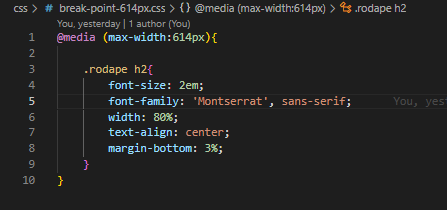 css > # break-point-614px.css > {} @media (max-width:614px) > .rodape h2
You, yesterday | 1 author (You)
1 @media (max-width:614px){
2
3 .rodape h2{
4 font-size: 2em;
5 font-family: 'Montserrat', sans-serif; You, yes
6 width: 80%;
7 text-align: center;
8 margin-bottom: 3%;
9 }
10 }